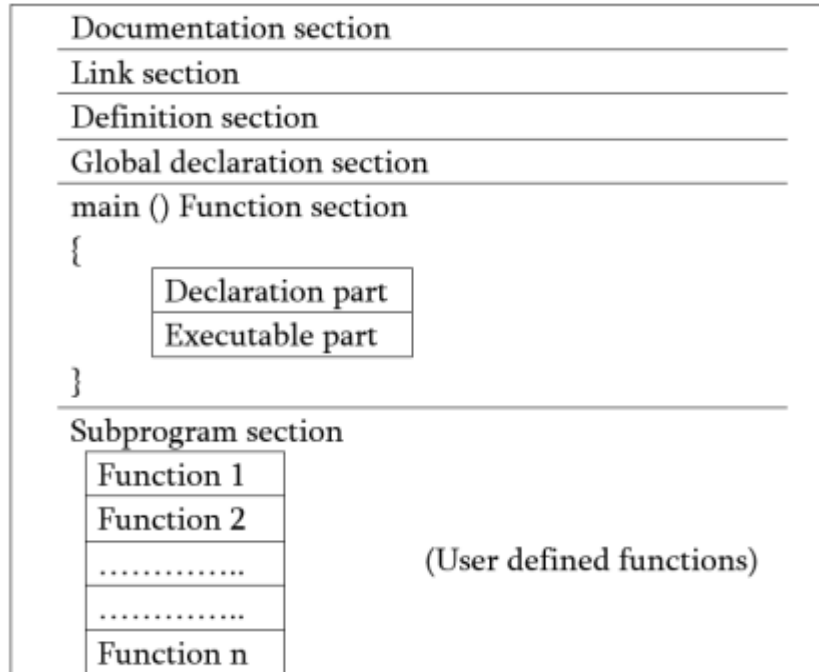 Documentation section
Link section
Definition section
Global declaration section
main () Function section
{
Declaration part
Executable part
}
Subprogram section
Function 1
Function 2
…………..
(User defined functions)
…………..
Function n